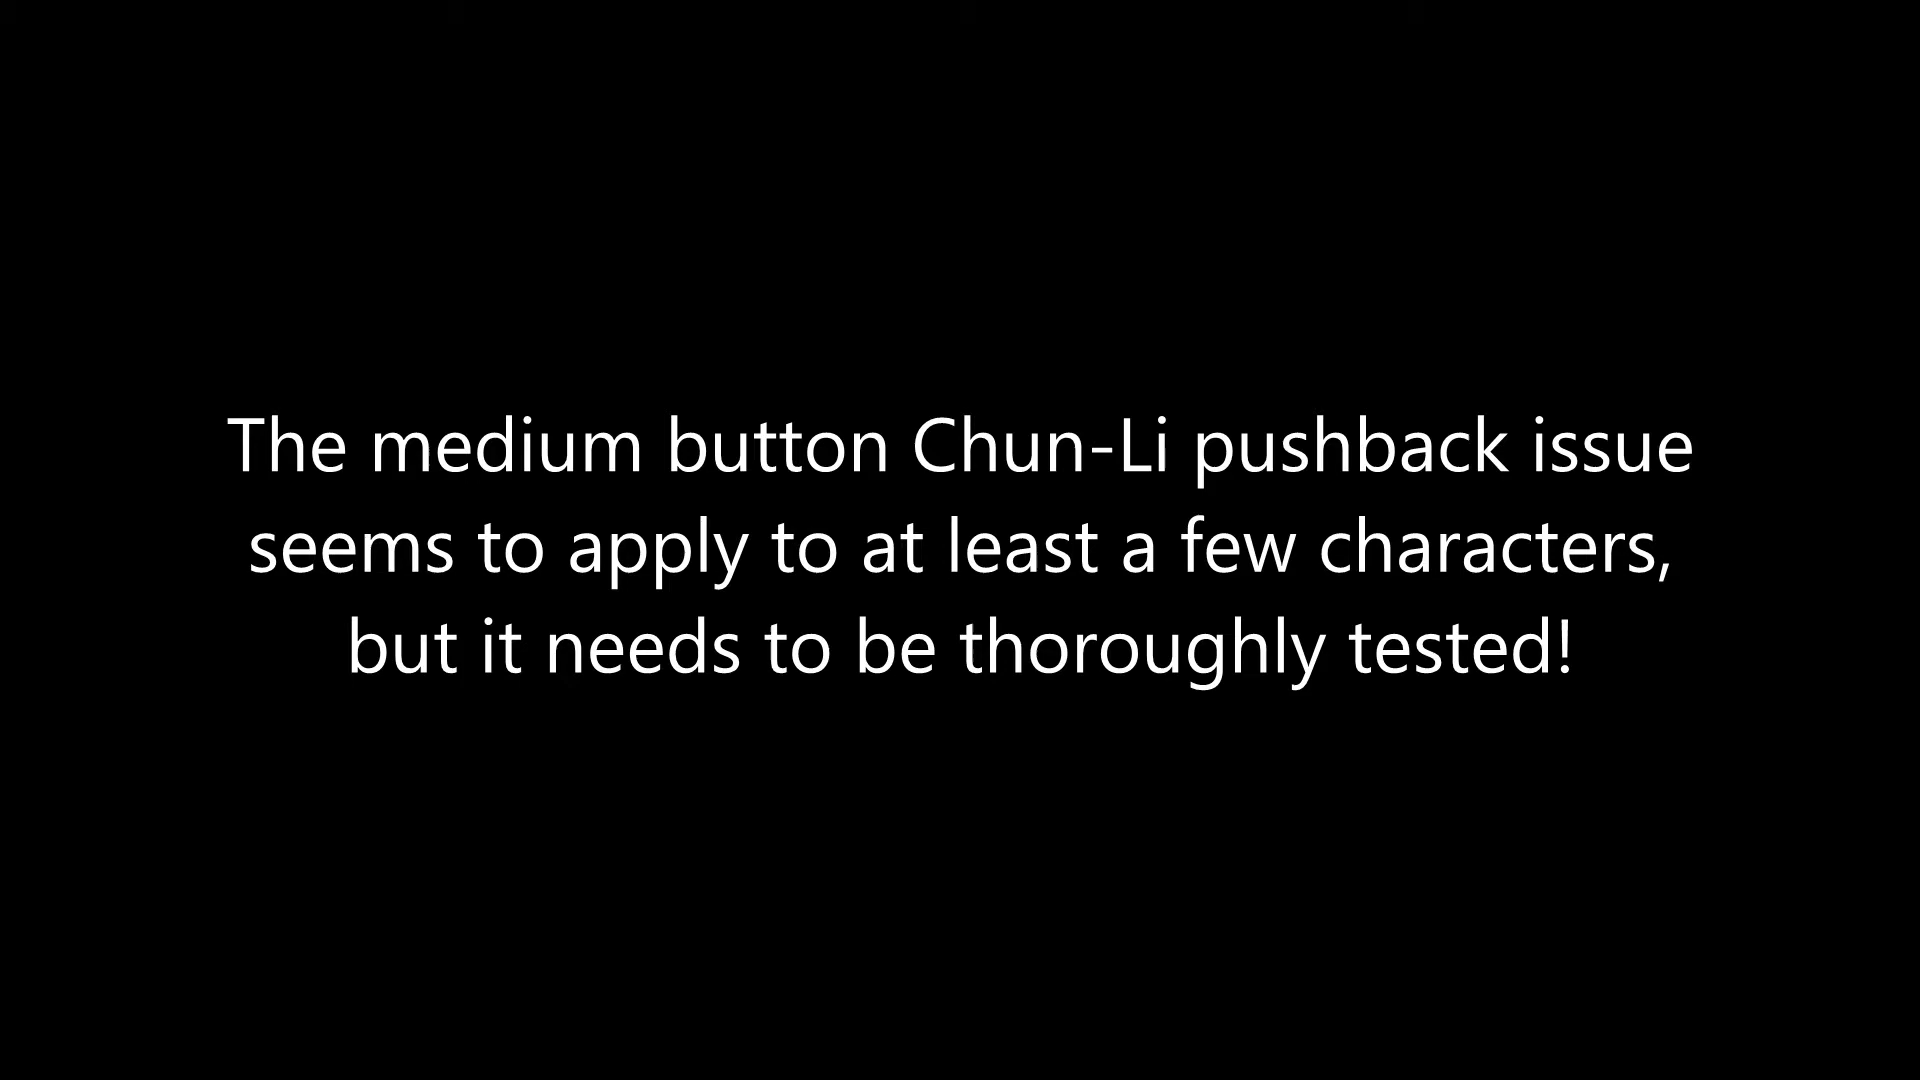 The medium button Chun-Li pushback issue
seems to apply to at least a few characters,
but it needs to be thoroughly tested!